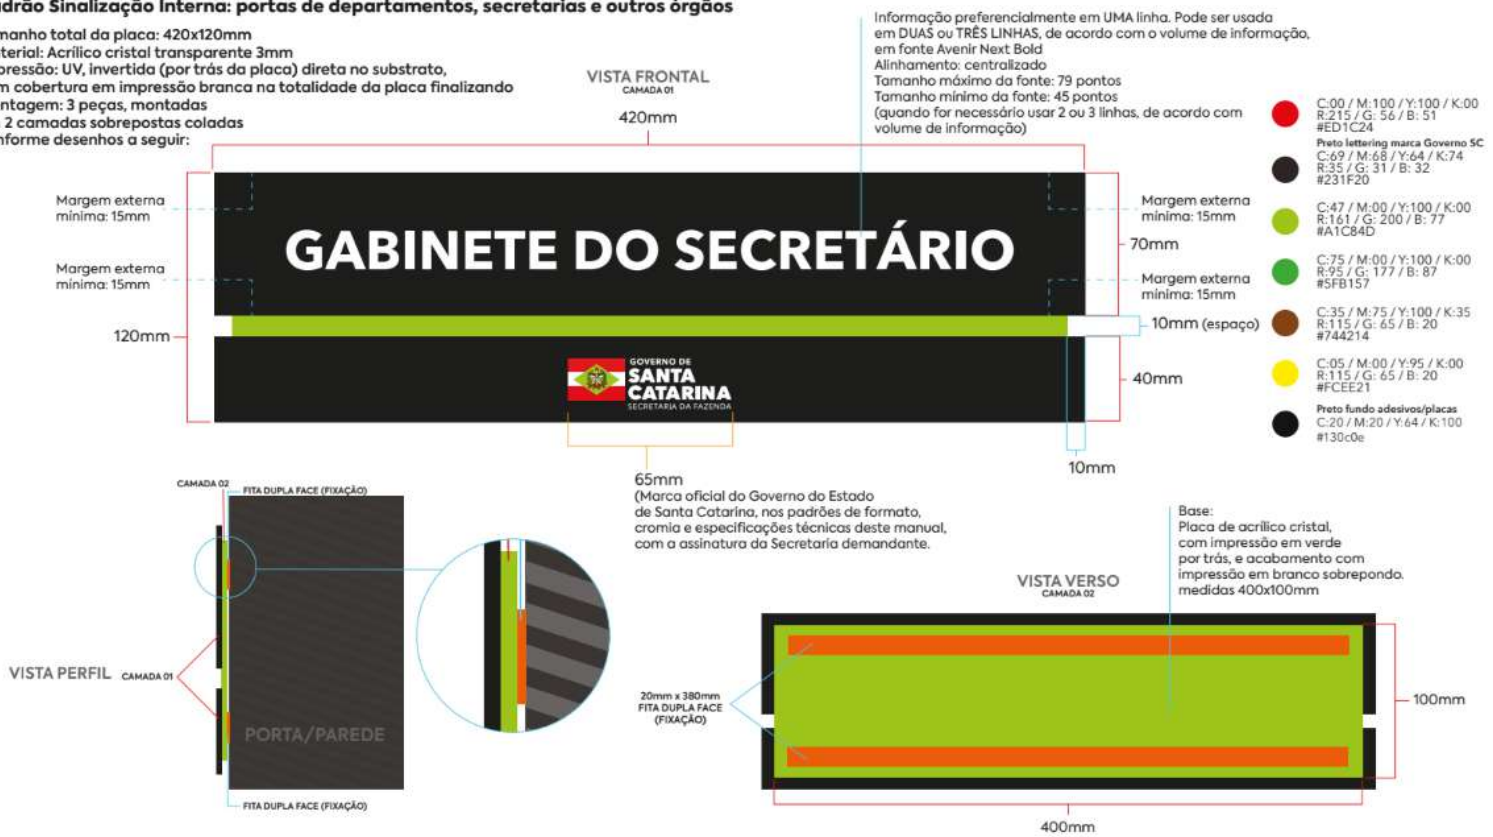 drão Sinalização Interna: portas de departamentos, secretarias e outros órgãos
manho total da placa: 420x120mm
terial: Acrílico cristal transparente 3mm
pressão: UV, invertida (por trás da placa) direta no substrato,
m cobertura em impressão branca na totalidade da placa finalizando
ntagem: 3 peças, montadas
2 camadas sobrepostas coladas
nforme desenhos a seguir:
VISTA FRONTAL
CAMADA 01
420mm
Informação preferencialmente em UMA linha. Pode ser usada
em DUAS ou TRÊS LINHAS, de acordo com o volume de informação,
em fonte Avenir Next Bold
Alinhamento: centralizado
Tamanho máximo da fonte: 79 pontos
Tamanho mínimo da fonte: 45 pontos
(quando for necessário usar 2 ou 3 linhas, de acordo com
volume de informação)
C:00 / M:100 / Y:100 / K:00
R:215 / G: 56 / B: 51
#ED1C24
Preto lettering marca Governo SC
C:69 / M:68 / Y:64 / K:74
R:35 / G: 31 / B: 32
#231F20
C:47 / M:00 / Y:100 / K:00
R:161 / G: 200 / B: 77
#A1C84D
C:75 / M:00 / Y:100 / K:00
R:95 / G: 177 / B: 87
#5FB157
C:35 / M:75 / Y:100 / K:35
R:115 / G: 65 / B: 20
#744214
C:05 / M:00 / Y:95 / K:00
R:115 / G: 65 / B: 20
#FCEE21
Preto fundo adesivos/placas
C:20 / M:20 / Y:64 / K:100
#130c0e
Margem externa
mínima: 15mm
Margem externa
mínima: 15mm
120mm
GABINETE DO SECRETÁRIO
Margem externa
mínima: 15mm
70mm
Margem externa
mínima: 15mm
10mm (espaço)
40mm
GOVERNO DE
SANTA
CATARINA
SECRETARIA DA FAZENDA
10mm
65mm
(Marca oficial do Governo do Estado
de Santa Catarina, nos padrões de formato,
cromia e especificações técnicas deste manual,
com a assinatura da Secretaria demandante.
CAMADA 02
FITA DUPLA FACE (FIXAÇÃO)
VISTA PERFIL
CAMADA 01
PORTA/PAREDE
FITA DUPLA FACE (FIXAÇÃO)
VISTA VERSO
CAMADA 02
Base:
Placa de acrílico cristal,
com impressão em verde
por trás, e acabamento com
impressão em branco sobrepondo.
medidas 400x100mm
20mm x 380mm
FITA DUPLA FACE
(FIXAÇÃO)
100mm
400mm